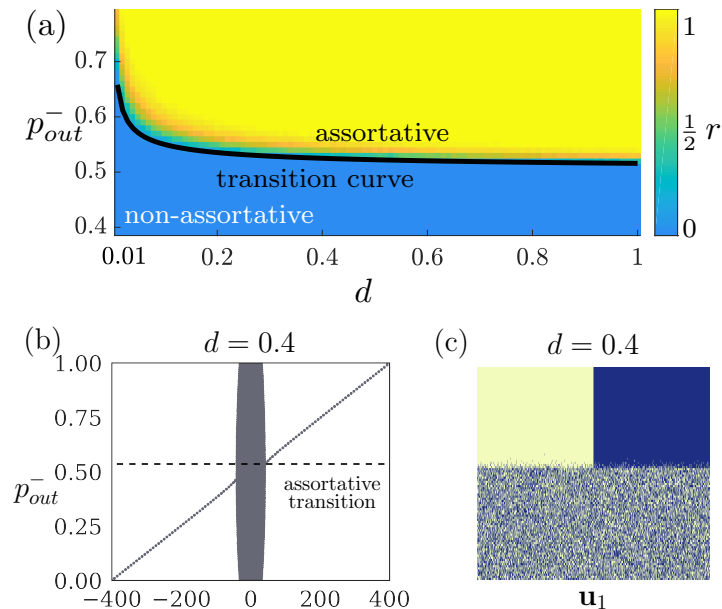 (a)
0.7
0.6
0.5
0.4
p_out^-
assortative
transition curve
non-assortative
0.01
0.2
0.4
0.6
0.8
1
d
1
1/2
0
r
(b)
d = 0.4
1.00
0.75
0.50
0.25
0.00
p_out^-
assortative
transition
−400
−200
0
200
400
(c)
d = 0.4
u_1